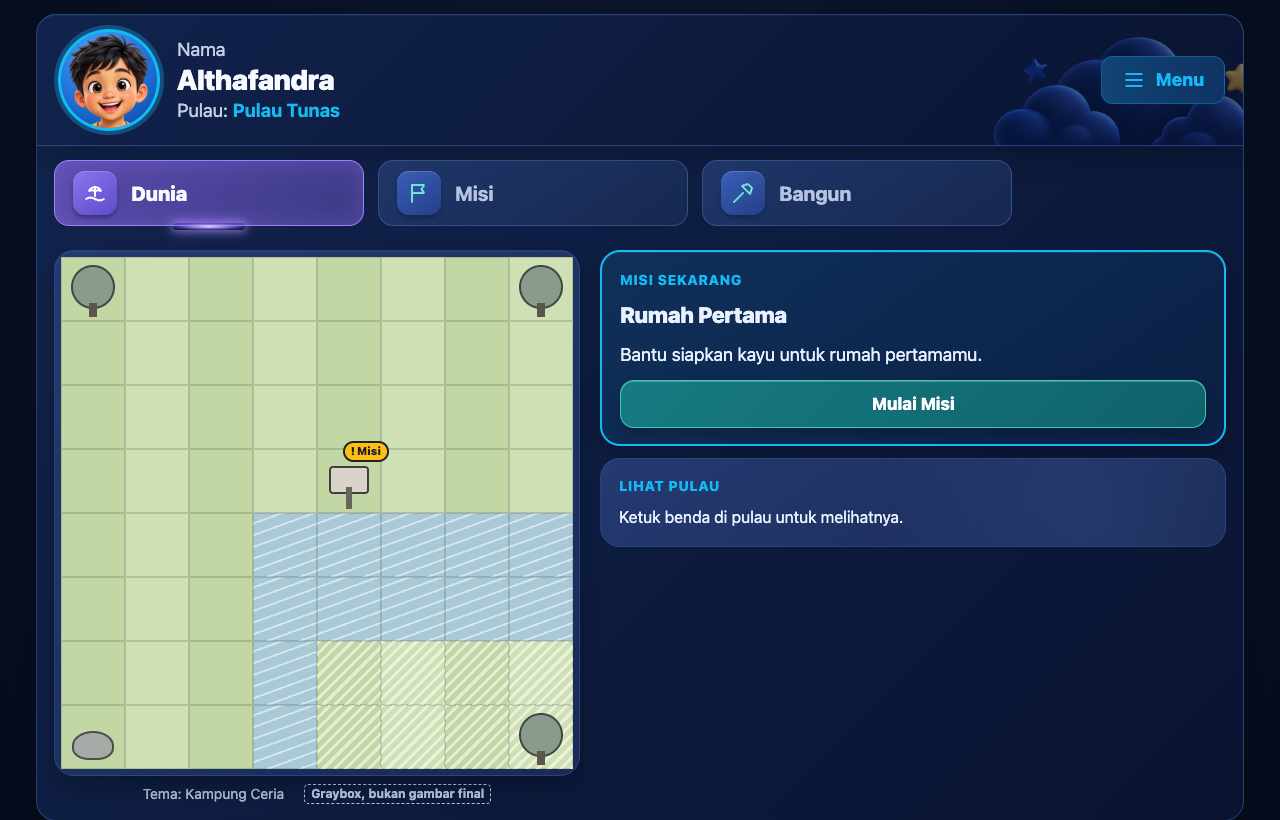 Nama
Althafandra
Pulau: Pulau Tunas
Menu
Dunia
Misi
Bangun
! Misi
MISI SEKARANG
Rumah Pertama
Bantu siapkan kayu untuk rumah pertamamu.
Mulai Misi
LIHAT PULAU
Ketuk benda di pulau untuk melihatnya.
Tema: Kampung Ceria
Graybox, bukan gambar final